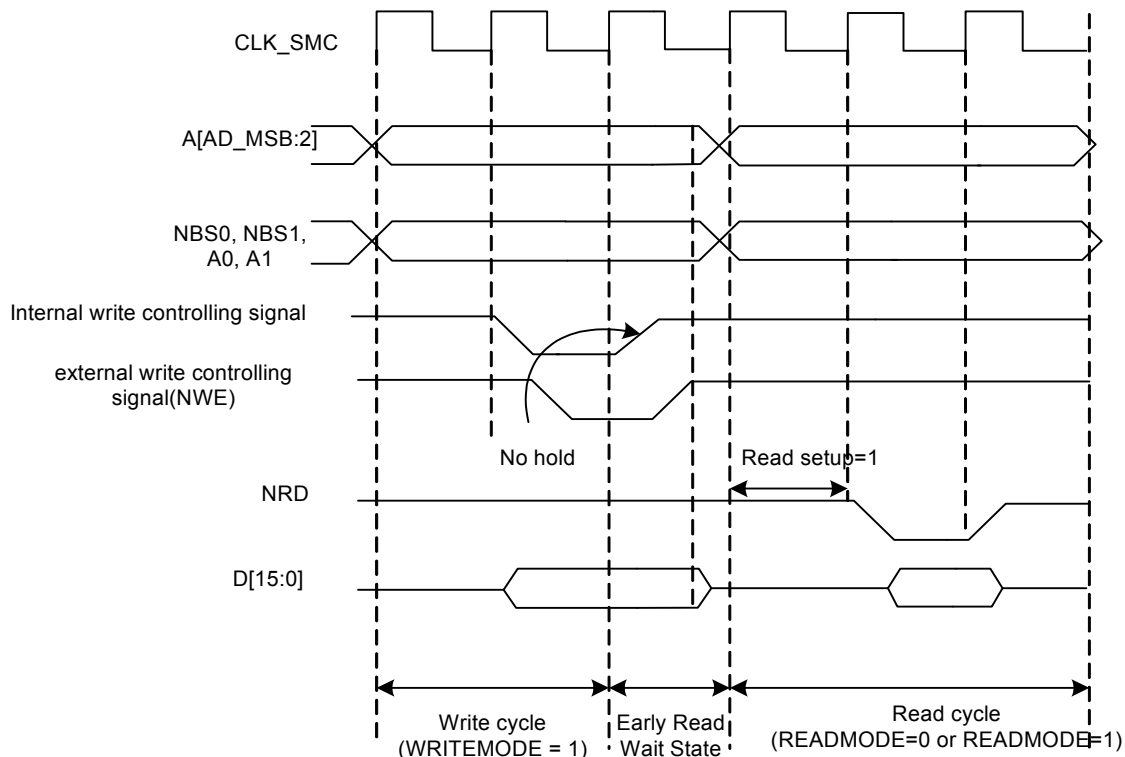 CLK_SMC
A[AD_MSB:2]
NBS0, NBS1,
A0, A1
Internal write controlling signal
external write controlling
signal(NWE)
No hold
Read setup=1
NRD
D[15:0]
Write cycle
(WRITEMODE = 1)
Early Read
Wait State
Read cycle
(READMODE=0 or READMODE=1)